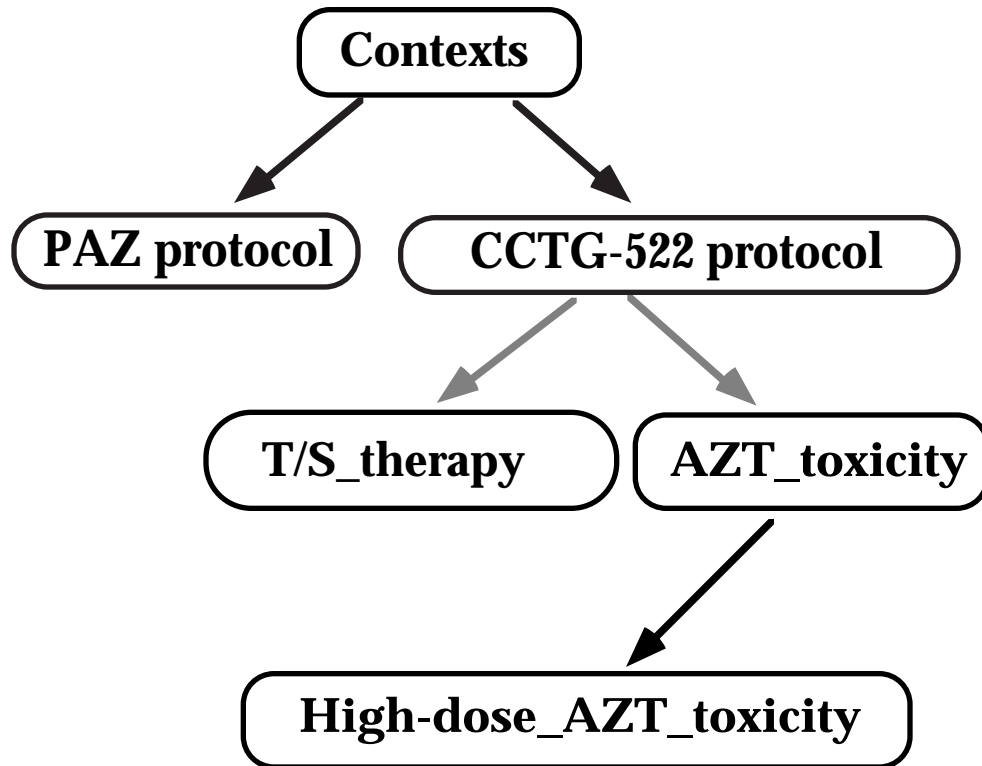 Contexts
PAZ protocol
CCTG-522 protocol
T/S_therapy
AZT_toxicity
High-dose_AZT_toxicity